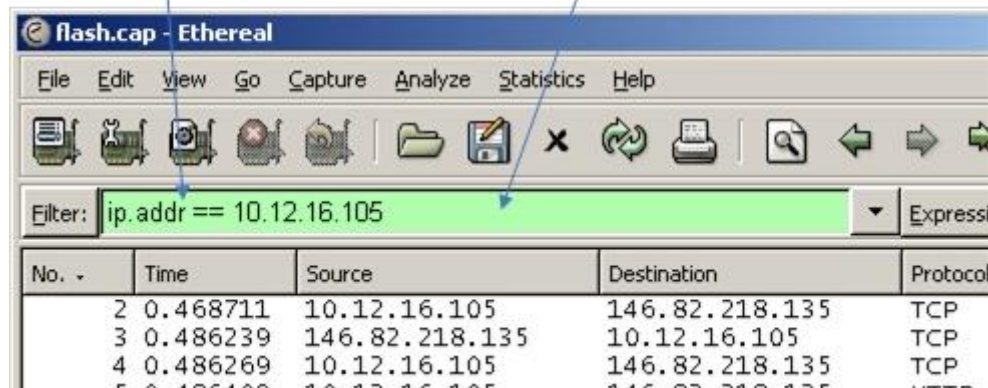 flash.cap - Ethereal
File Edit View Go Capture Analyze Statistics Help
Filter: ip.addr == 10.12.16.105
No. Time Source Destination Protocol
2 0.468711 10.12.16.105 146.82.218.135 TCP
3 0.486239 146.82.218.135 10.12.16.105 TCP
4 0.486269 10.12.16.105 146.82.218.135 TCP